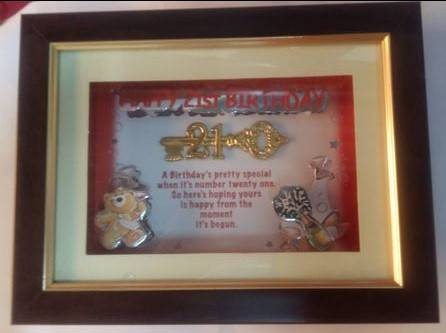 HAPPY 21ST BIRTHDAY
21
A Birthday's pretty special
when it's number twenty one.
So here's hoping yours
is happy from the
moment
it's begun.